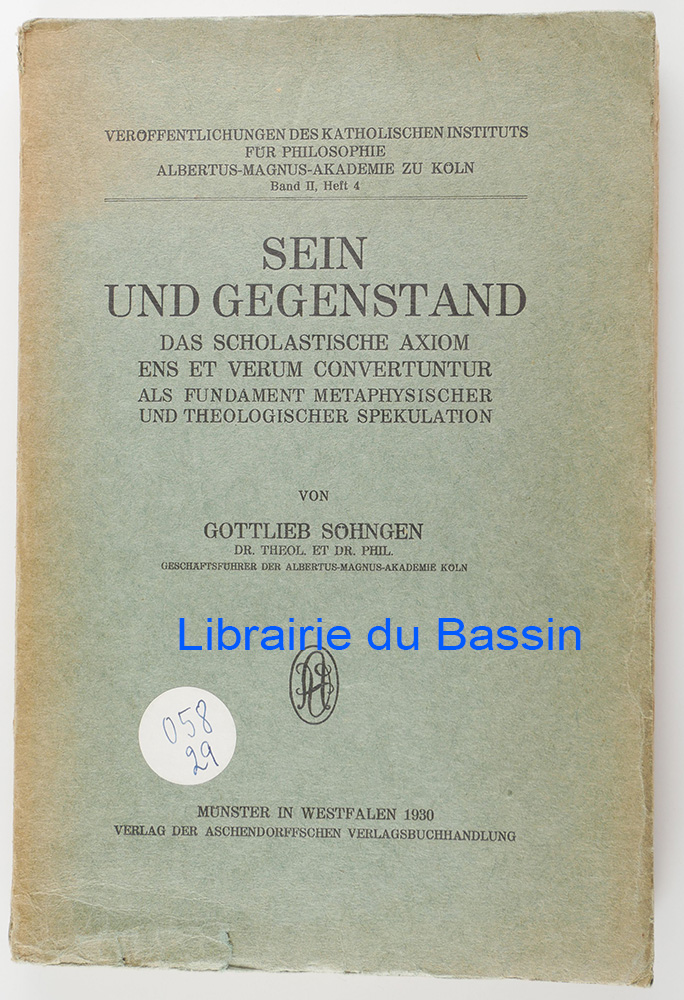 VERÖFFENTLICHUNGEN DES KATHOLISCHEN INSTITUTS
FÜR PHILOSOPHIE
ALBERTUS-MAGNUS-AKADEMIE ZU KÖLN
Band II, Heft 4
SEIN
UND GEGENSTAND
DAS SCHOLASTISCHE AXIOM
ENS ET VERUM CONVERTUNTUR
ALS FUNDAMENT METAPHYSISCHER
UND THEOLOGISCHER SPEKULATION
VON
GOTTLIEB SÖHNGEN
DR. THEOL. ET DR. PHIL.
GESCHÄFTSFÜHRER DER ALBERTUS-MAGNUS-AKADEMIE KÖLN
Librairie du Bassin
058
29
MÜNSTER IN WESTFALEN 1930
VERLAG DER ASCHENDORFFSCHEN VERLAGSBUCHHANDLUNG